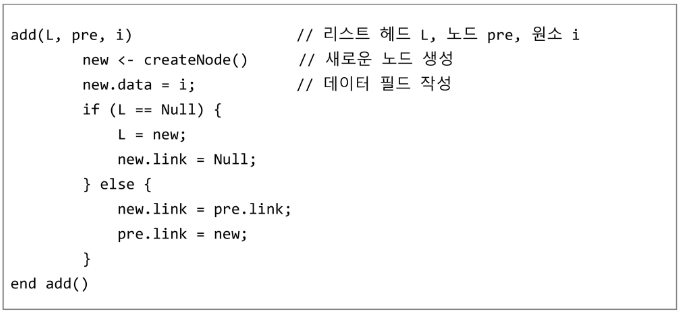 add(L, pre, i) // 리스트 헤드 L, 노드 pre, 원소 i
new <- createNode() // 새로운 노드 생성
new.data = i; // 데이터 필드 작성
if (L == Null) {
L = new;
new.link = Null;
} else {
new.link = pre.link;
pre.link = new;
}
end add()